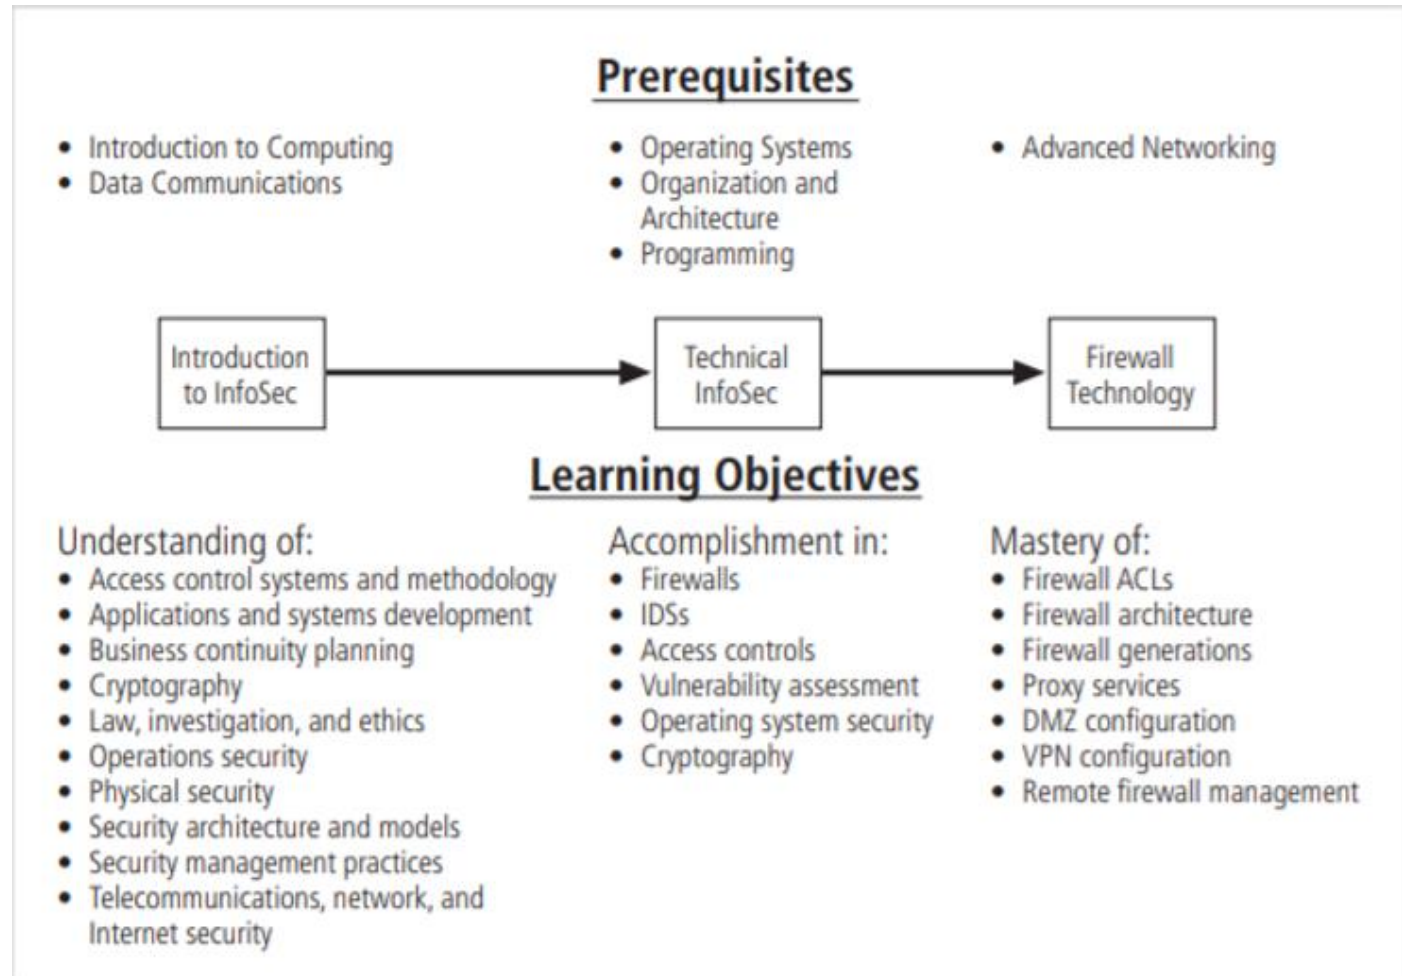 Prerequisites
• Introduction to Computing
• Data Communications
• Operating Systems
• Organization and
Architecture
• Programming
• Advanced Networking
Introduction
to InfoSec
Technical
InfoSec
Firewall
Technology
Learning Objectives
Understanding of:
• Access control systems and methodology
• Applications and systems development
• Business continuity planning
• Cryptography
• Law, investigation, and ethics
• Operations security
• Physical security
• Security architecture and models
• Security management practices
• Telecommunications, network, and
Internet security
Accomplishment in:
• Firewalls
• IDSs
• Access controls
• Vulnerability assessment
• Operating system security
• Cryptography
Mastery of:
• Firewall ACLs
• Firewall architecture
• Firewall generations
• Proxy services
• DMZ configuration
• VPN configuration
• Remote firewall management